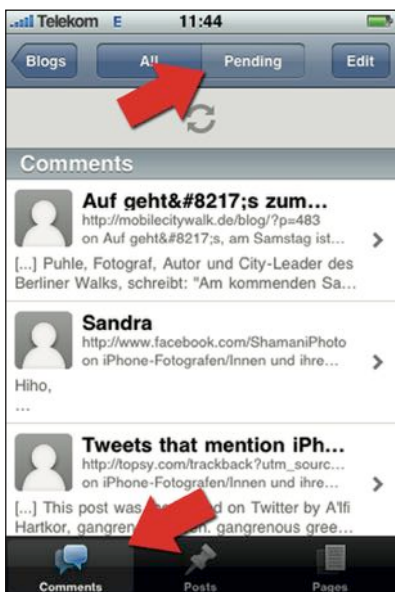 Telekom E 11:44
Blogs All Pending Edit
Comments
Auf geht&#8217;s zum...
http://mobilecitywalk.de/blog/?p=483
on Auf geht&#8217;s, am Samstag ist...
[...] Puhle, Fotograf, Autor und City-Leader des
Berliner Walks, schreibt: "Am kommenden Sa...
Sandra
http://www.facebook.com/ShamaniPhoto
on iPhone-Fotografen/Innen und ihre...
Hiho,
...
Tweets that mention iPh...
http://topsy.com/trackback?utm_sourc...
on iPhone-Fotografen/Innen und ihre...
[...] This post was on Twitter by A'lfi
Hartkor, gangrenous gree...
Comments Posts Pages